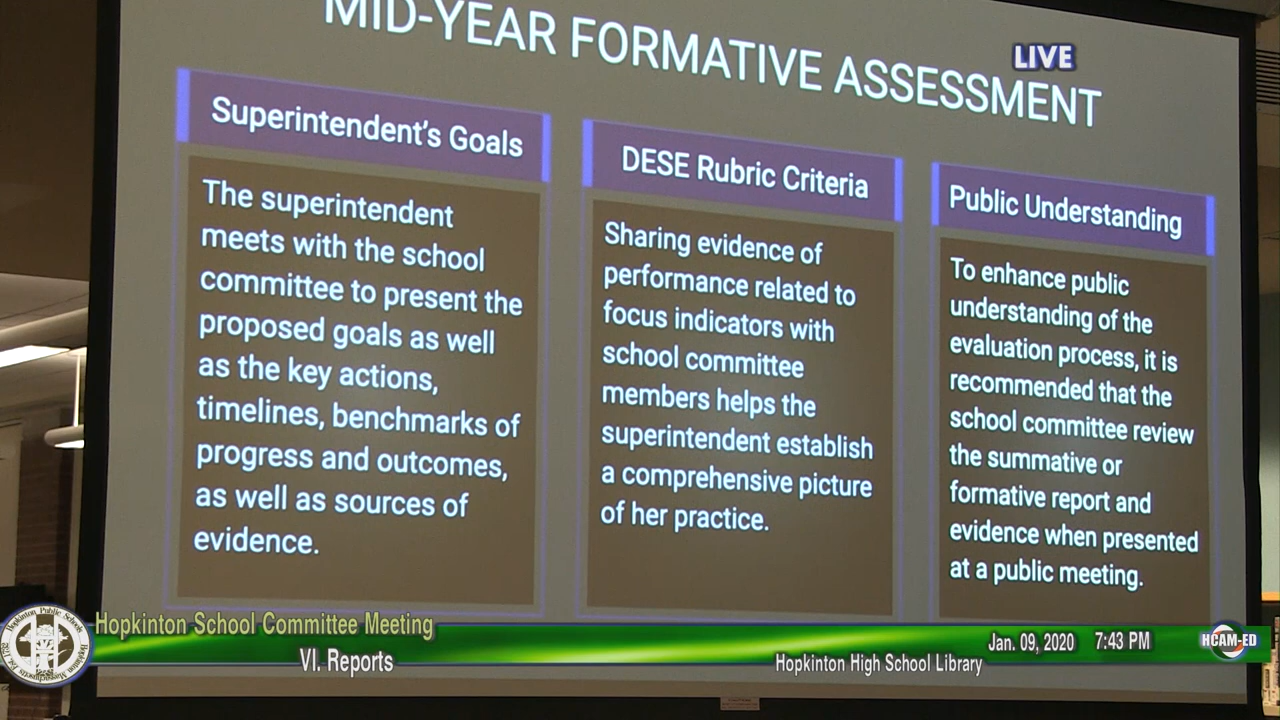 MID-YEAR FORMATIVE ASSESSMENT
LIVE
Superintendent's Goals
The superintendent
meets with the school
committee to present the
proposed goals as well
as the key actions,
timelines, benchmarks of
progress and outcomes,
as well as sources of
evidence.
DESE Rubric Criteria
Sharing evidence of
performance related to
focus indicators with
school committee
members helps the
superintendent establish
a comprehensive picture
of her practice.
Public Understanding
To enhance public
understanding of the
evaluation process, it is
recommended that the
school committee review
the summative or
formative report and
evidence when presented
at a public meeting.
Hopkinton Public Schools
Hopkinton School Committee Meeting
VI. Reports
Jan. 09, 2020 7:43 PM
Hopkinton High School Library
HCAM-ED